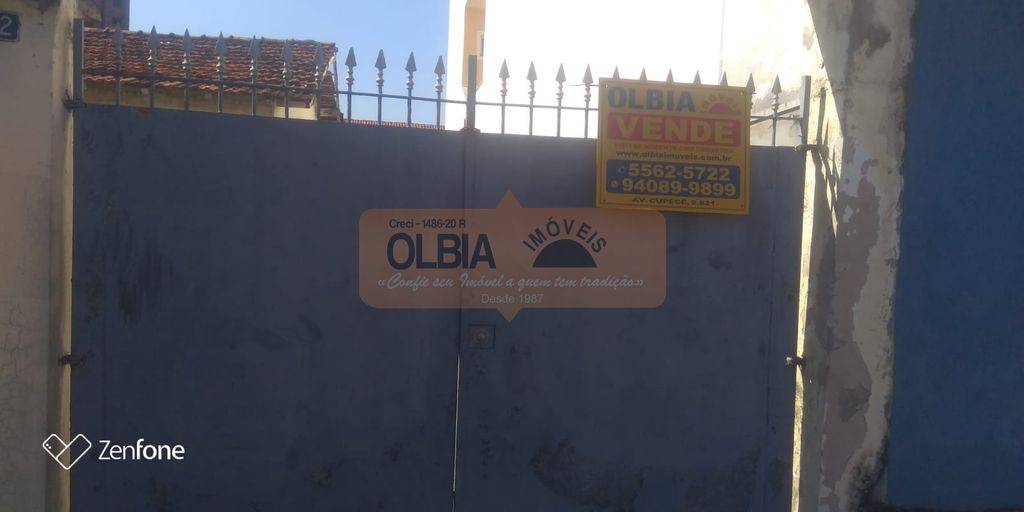 2
OLBIA
VENDE
www.olbiaimoveis.com.br
5562-5722
94089-9899
AV. CUPECÊ, 2.821
Creci - 1486-20 R
OLBIA IMÓVEIS
«Confie seu Imóvel a quem tem tradição»
Desde 1987
Zenfone